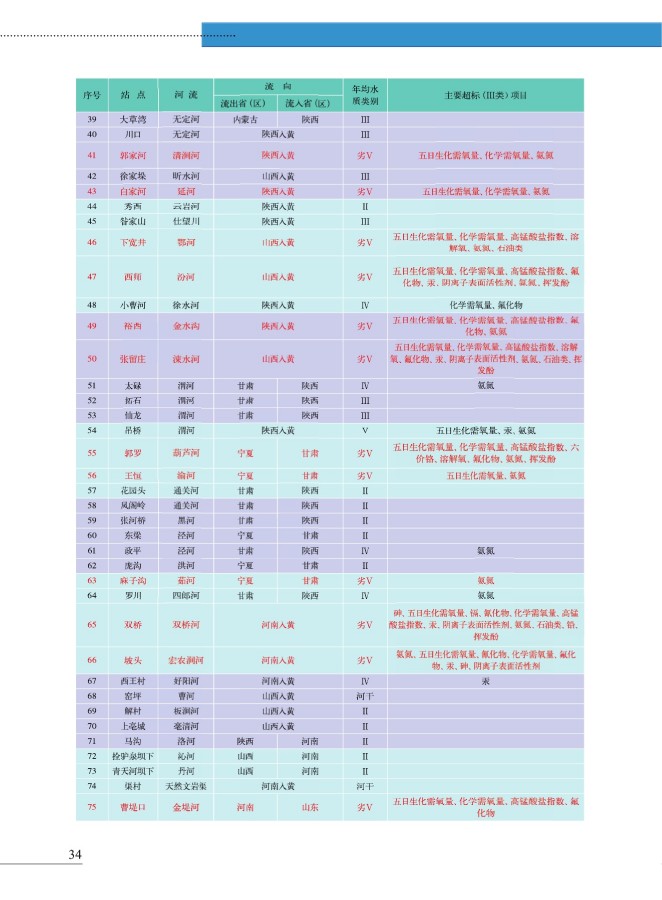 序号 站点 河流 流向 年均水质类别 主要超标(III类)项目
流出省(区) 流入省(区)
39 大草湾 无定河 内蒙古 陕西 III
40 川口 无定河 陕西入黄 III
41 郭家河 清涧河 陕西入黄 劣V 五日生化需氧量、化学需氧量、氨氮
42 徐家垛 昕水河 山西入黄 III
43 白家河 延河 陕西入黄 劣V 五日生化需氧量、化学需氧量、氨氮
44 秀西 云岩河 陕西入黄 II
45 昝家山 仕望川 陕西入黄 III
46 下宽井 鄂河 山西入黄 劣V 五日生化需氧量、化学需氧量、高锰酸盐指数、溶
解氧、氨氮、石油类
47 西师 汾河 山西入黄 劣V 五日生化需氧量、化学需氧量、高锰酸盐指数、氟
化物、汞、阴离子表面活性剂、氨氮、挥发酚
48 小曹河 徐水河 陕西入黄 IV 化学需氧量、氟化物
49 裕西 金水沟 陕西入黄 劣V 五日生化需氧量、化学需氧量、高锰酸盐指数、氟
化物、氨氮
50 张留庄 涑水河 山西入黄 劣V 五日生化需氧量、化学需氧量、高锰酸盐指数、溶解
氧、氟化物、汞、阴离子表面活性剂、氨氮、石油类、挥
发酚
51 太碌 渭河 甘肃 陕西 IV 氨氮
52 拓石 渭河 甘肃 陕西 III
53 仙龙 渭河 甘肃 陕西 III
54 吊桥 渭河 陕西入黄 V 五日生化需氧量、汞、氨氮
55 郭罗 葫芦河 宁夏 甘肃 劣V 五日生化需氧量、化学需氧量、高锰酸盐指数、六
价铬、溶解氧、氟化物、氨氮、挥发酚
56 王恒 渝河 宁夏 甘肃 劣V 五日生化需氧量、氨氮
57 花园头 通关河 甘肃 陕西 II
58 凤阁岭 通关河 甘肃 陕西 II
59 张河桥 黑河 甘肃 陕西 II
60 东梁 泾河 宁夏 甘肃 II
61 政平 泾河 甘肃 陕西 IV 氨氮
62 庞沟 洪河 宁夏 甘肃 II
63 麻子沟 茹河 宁夏 甘肃 劣V 氨氮
64 罗川 四郎河 甘肃 陕西 IV 氨氮
65 双桥 双桥河 河南入黄 劣V 砷、五日生化需氧量、镉、氰化物、化学需氧量、高锰
酸盐指数、汞、阴离子表面活性剂、氨氮、石油类、铅、
挥发酚
66 坡头 宏农涧河 河南入黄 劣V 氨氮、五日生化需氧量、氰化物、化学需氧量、氟化
物、汞、砷、阴离子表面活性剂
67 西王村 好阳河 河南入黄 IV 汞
68 窑坪 曹河 山西入黄 河干
69 解村 板涧河 山西入黄 II
70 上亳城 亳清河 山西入黄 II
71 马沟 洛河 陕西 河南 II
72 拴驴泉坝下 沁河 山西 河南 II
73 青天河坝下 丹河 山西 河南 II
74 渠村 天然文岩渠 河南入黄 河干
75 曹堤口 金堤河 河南 山东 劣V 五日生化需氧量、化学需氧量、高锰酸盐指数、氟
化物
34